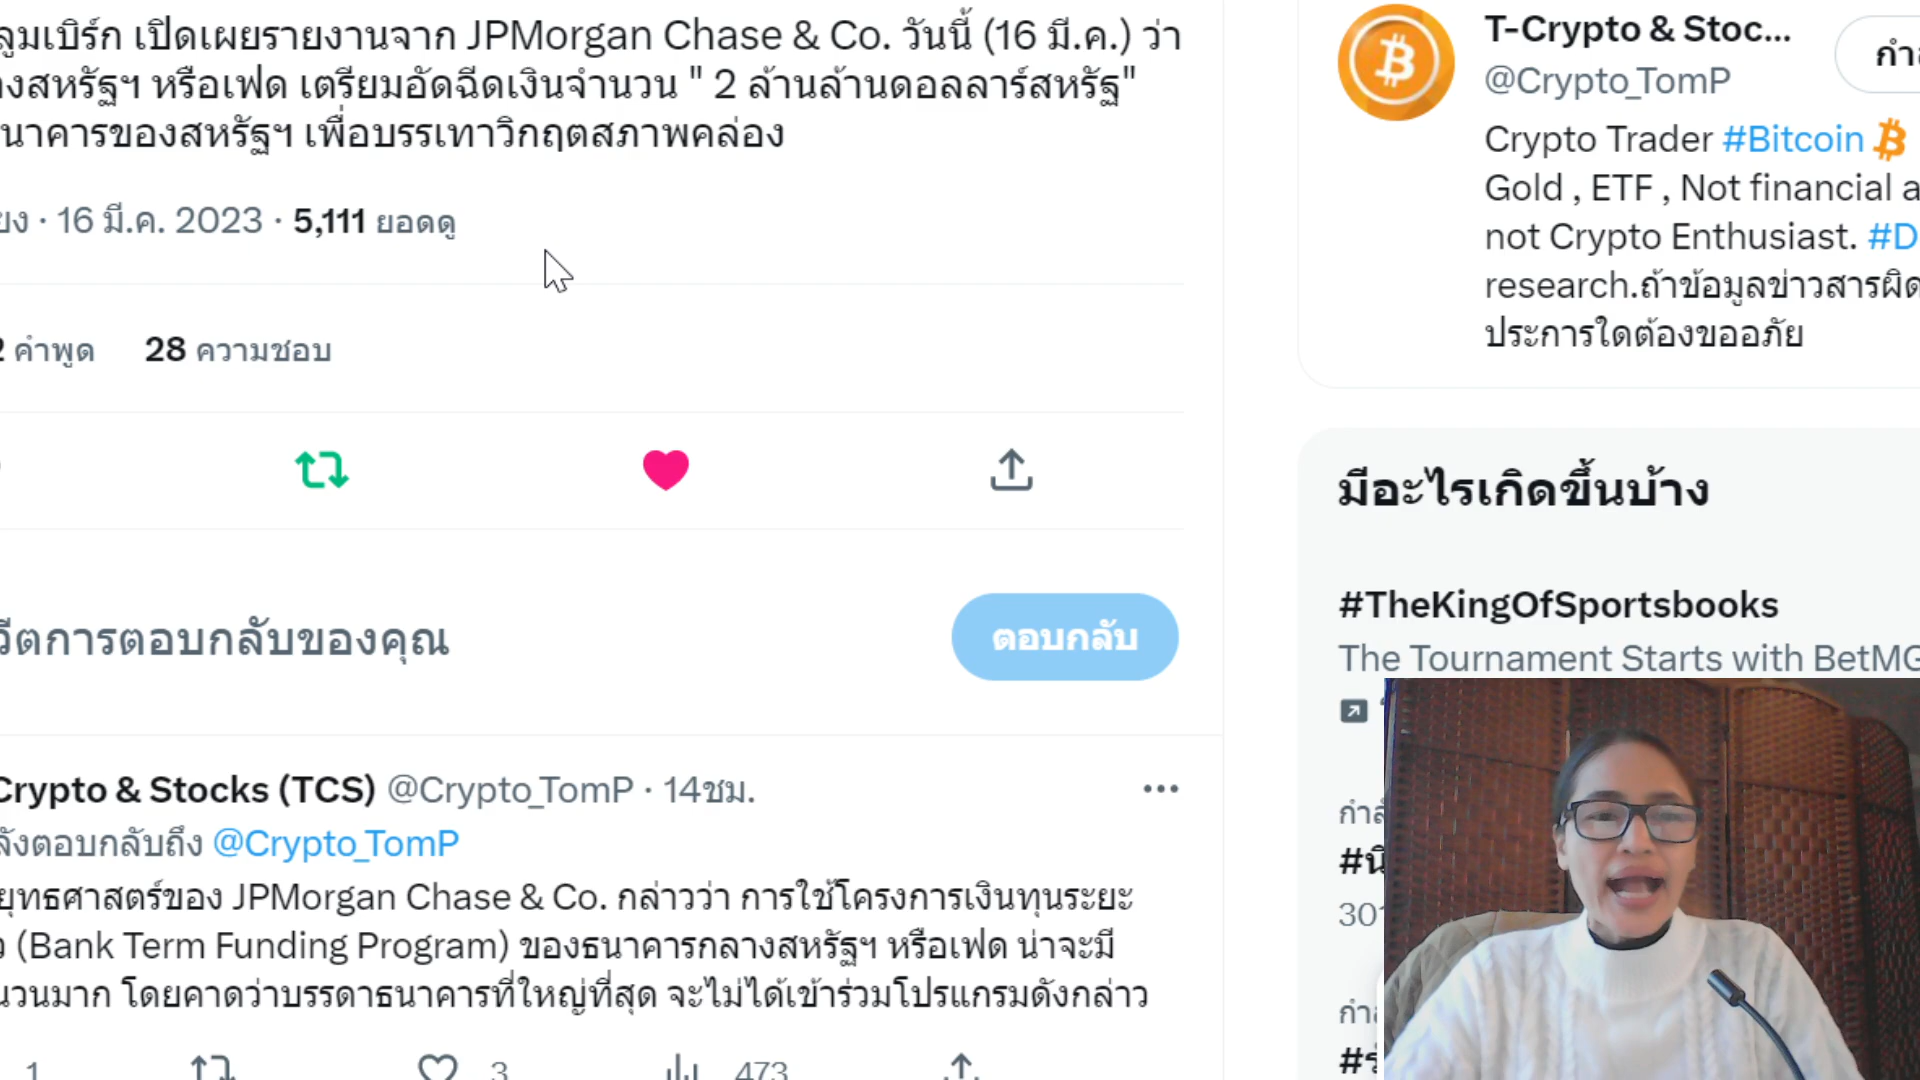 ลูมเบิร์ก เปิดเผยรายงานจาก JPMorgan Chase & Co. วันนี้ (16 มี.ค.) ว่า
งสหรัฐฯ หรือเฟด เตรียมอัดฉีดเงินจำนวน " 2 ล้านล้านดอลลาร์สหรัฐ"
นาคารของสหรัฐฯ เพื่อบรรเทาวิกฤตสภาพคล่อง
ยง · 16 มี.ค. 2023 · 5,111 ยอดดู
2 คำพูด 28 ความชอบ
วีตการตอบกลับของคุณ
ตอบกลับ
Crypto & Stocks (TCS) @Crypto_TomP · 14ชม.
ลังตอบกลับถึง @Crypto_TomP
ยุทธศาสตร์ของ JPMorgan Chase & Co. กล่าวว่า การใช้โครงการเงินทุนระยะ
ว (Bank Term Funding Program) ของธนาคารกลางสหรัฐฯ หรือเฟด น่าจะมี
นวนมาก โดยคาดว่าบรรดาธนาคารที่ใหญ่ที่สุด จะไม่ได้เข้าร่วมโปรแกรมดังกล่าว
1 3 473
T-Crypto & Stoc...
@Crypto_TomP
กำล
Crypto Trader #Bitcoin
Gold , ETF , Not financial a
not Crypto Enthusiast. #D
research.ถ้าข้อมูลข่าวสารผิด
ประการใดต้องขออภัย
มีอะไรเกิดขึ้นบ้าง
#TheKingOfSportsbooks
The Tournament Starts with BetMG
กำลั
#นิ
301
กำ
#รั